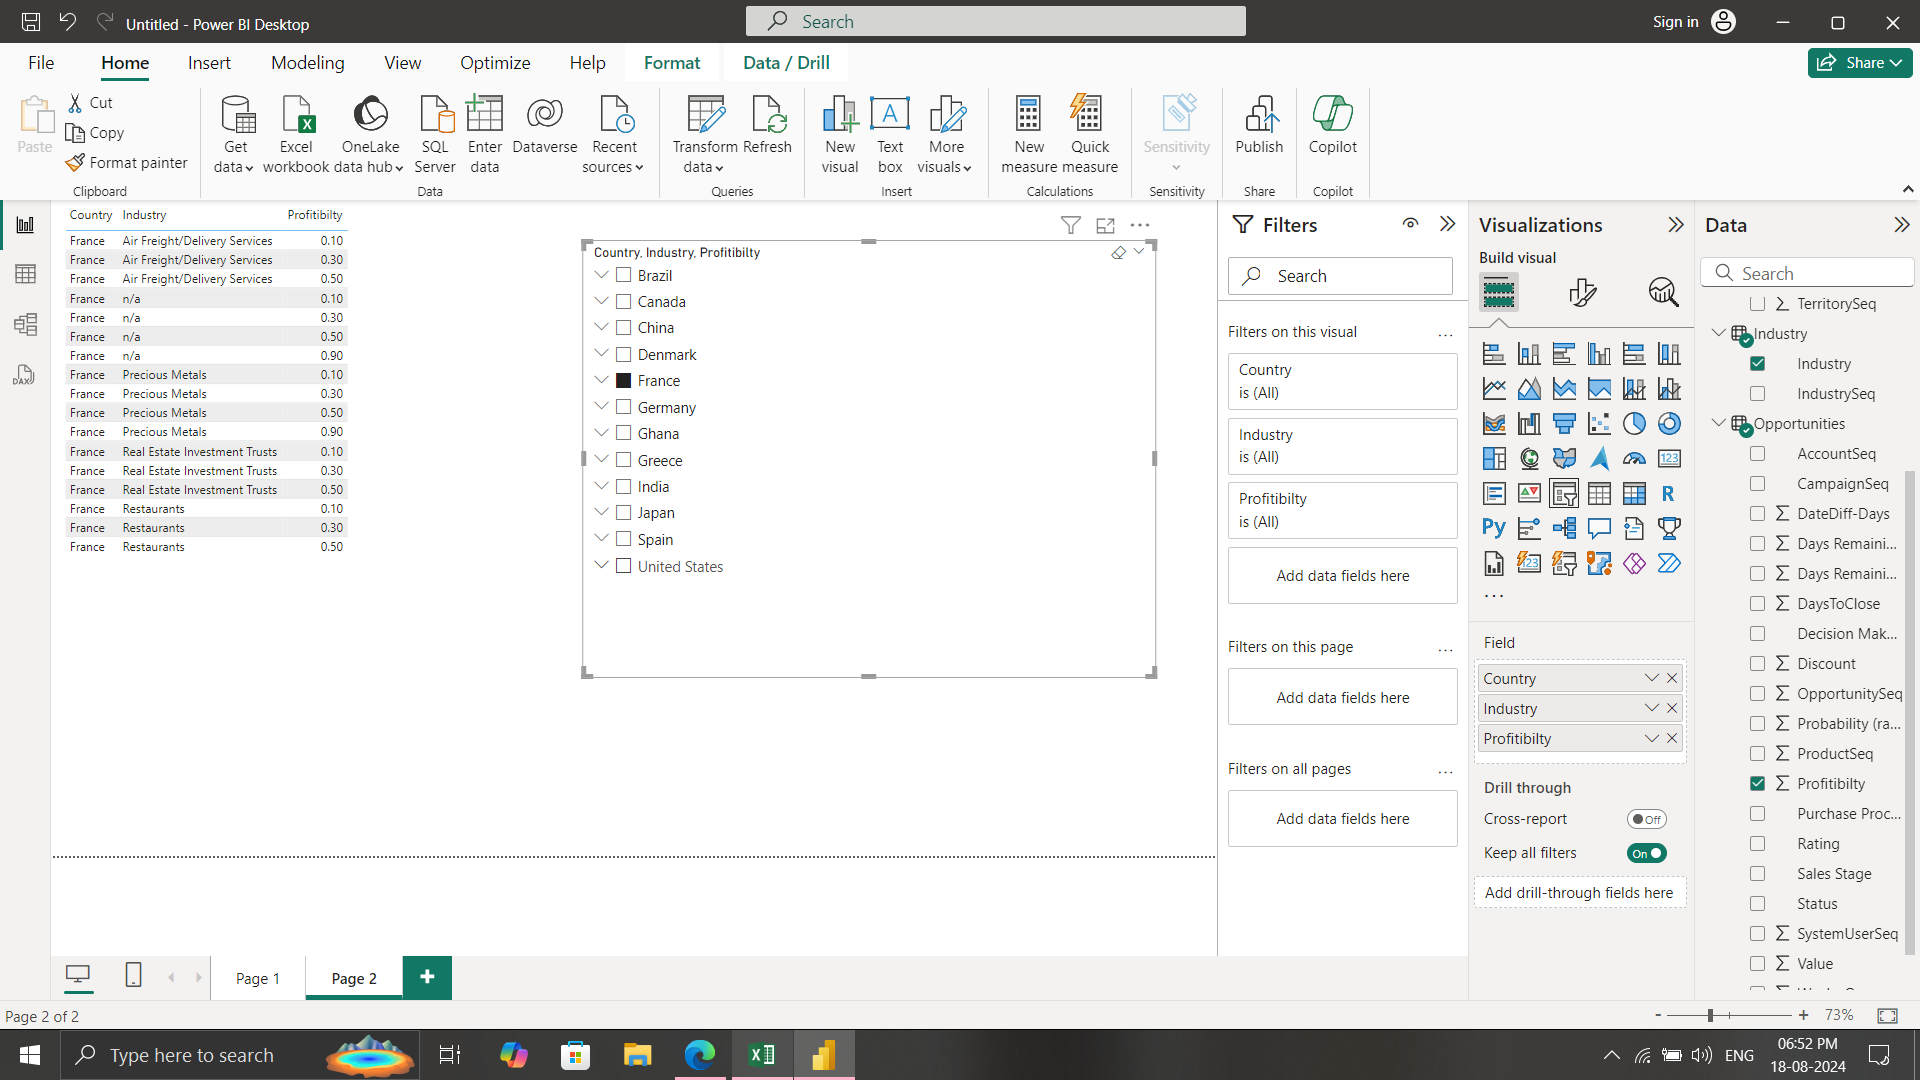 Untitled - Power BI Desktop
Search
Sign in
File
Home
Insert
Modeling
View
Optimize
Help
Format
Data / Drill
Share
Paste
Cut
Copy
Format painter
Clipboard
Get data
Excel workbook
OneLake data hub
SQL Server
Enter data
Dataverse
Recent sources
Data
Transform data
Refresh
Queries
New visual
Text box
More visuals
Insert
New measure
Quick measure
Calculations
Sensitivity
Sensitivity
Publish
Share
Copilot
Copilot
Country Industry Profitibilty
France Air Freight/Delivery Services 0.10
France Air Freight/Delivery Services 0.30
France Air Freight/Delivery Services 0.50
France n/a 0.10
France n/a 0.30
France n/a 0.50
France n/a 0.90
France Precious Metals 0.10
France Precious Metals 0.30
France Precious Metals 0.50
France Precious Metals 0.90
France Real Estate Investment Trusts 0.10
France Real Estate Investment Trusts 0.30
France Real Estate Investment Trusts 0.50
France Restaurants 0.10
France Restaurants 0.30
France Restaurants 0.50
Country, Industry, Profitibilty
Brazil
Canada
China
Denmark
France
Germany
Ghana
Greece
India
Japan
Spain
United States
Filters
Search
Filters on this visual
Country
is (All)
Industry
is (All)
Profitibilty
is (All)
Add data fields here
Filters on this page
Add data fields here
Filters on all pages
Add data fields here
Visualizations
Build visual
123
R
Py
123
Field
Country
Industry
Profitibilty
Drill through
Cross-report
Off
Keep all filters
On
Add drill-through fields here
Data
Search
TerritorySeq
Industry
Industry
IndustrySeq
Opportunities
AccountSeq
CampaignSeq
DateDiff-Days
Days Remaini...
Days Remaini...
DaysToClose
Decision Mak...
Discount
OpportunitySeq
Probability (ra...
ProductSeq
Profitibilty
Purchase Proc...
Rating
Sales Stage
Status
SystemUserSeq
Value
DAX
Page 1
Page 2
+
Page 2 of 2
- + 73%
Type here to search
ENG
06:52 PM
18-08-2024